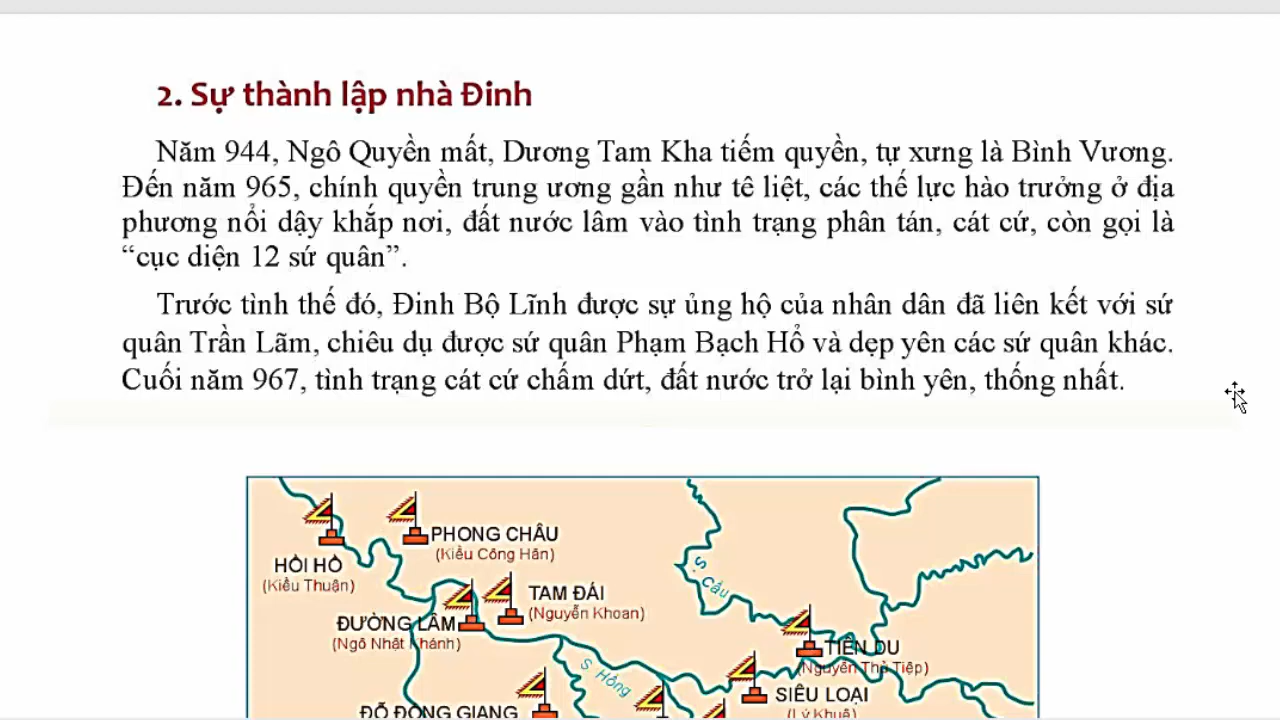 2. Sự thành lập nhà Đinh
Năm 944, Ngô Quyền mất, Dương Tam Kha tiếm quyền, tự xưng là Bình Vương.
Đến năm 965, chính quyền trung ương gần như tê liệt, các thế lực hào trưởng ở địa
phương nổi dậy khắp nơi, đất nước lâm vào tình trạng phân tán, cát cứ, còn gọi là
“cục diện 12 sứ quân”.
Trước tình thế đó, Đinh Bộ Lĩnh được sự ủng hộ của nhân dân đã liên kết với sứ
quân Trần Lãm, chiêu dụ được sứ quân Phạm Bạch Hổ và dẹp yên các sứ quân khác.
Cuối năm 967, tình trạng cát cứ chấm dứt, đất nước trở lại bình yên, thống nhất.
PHONG CHÂU
(Kiều Công Hãn)
HỒI HỒ
(Kiều Thuận)
TAM ĐÁI
(Nguyễn Khoan)
S. Cầu
ĐƯỜNG LÂM
(Ngô Nhật Khánh)
TIÊN DU
(Nguyễn Thủ Tiệp)
S. Hồng
SIÊU LOẠI
(Lý Khuê)
ĐỖ ĐỘNG GIANG